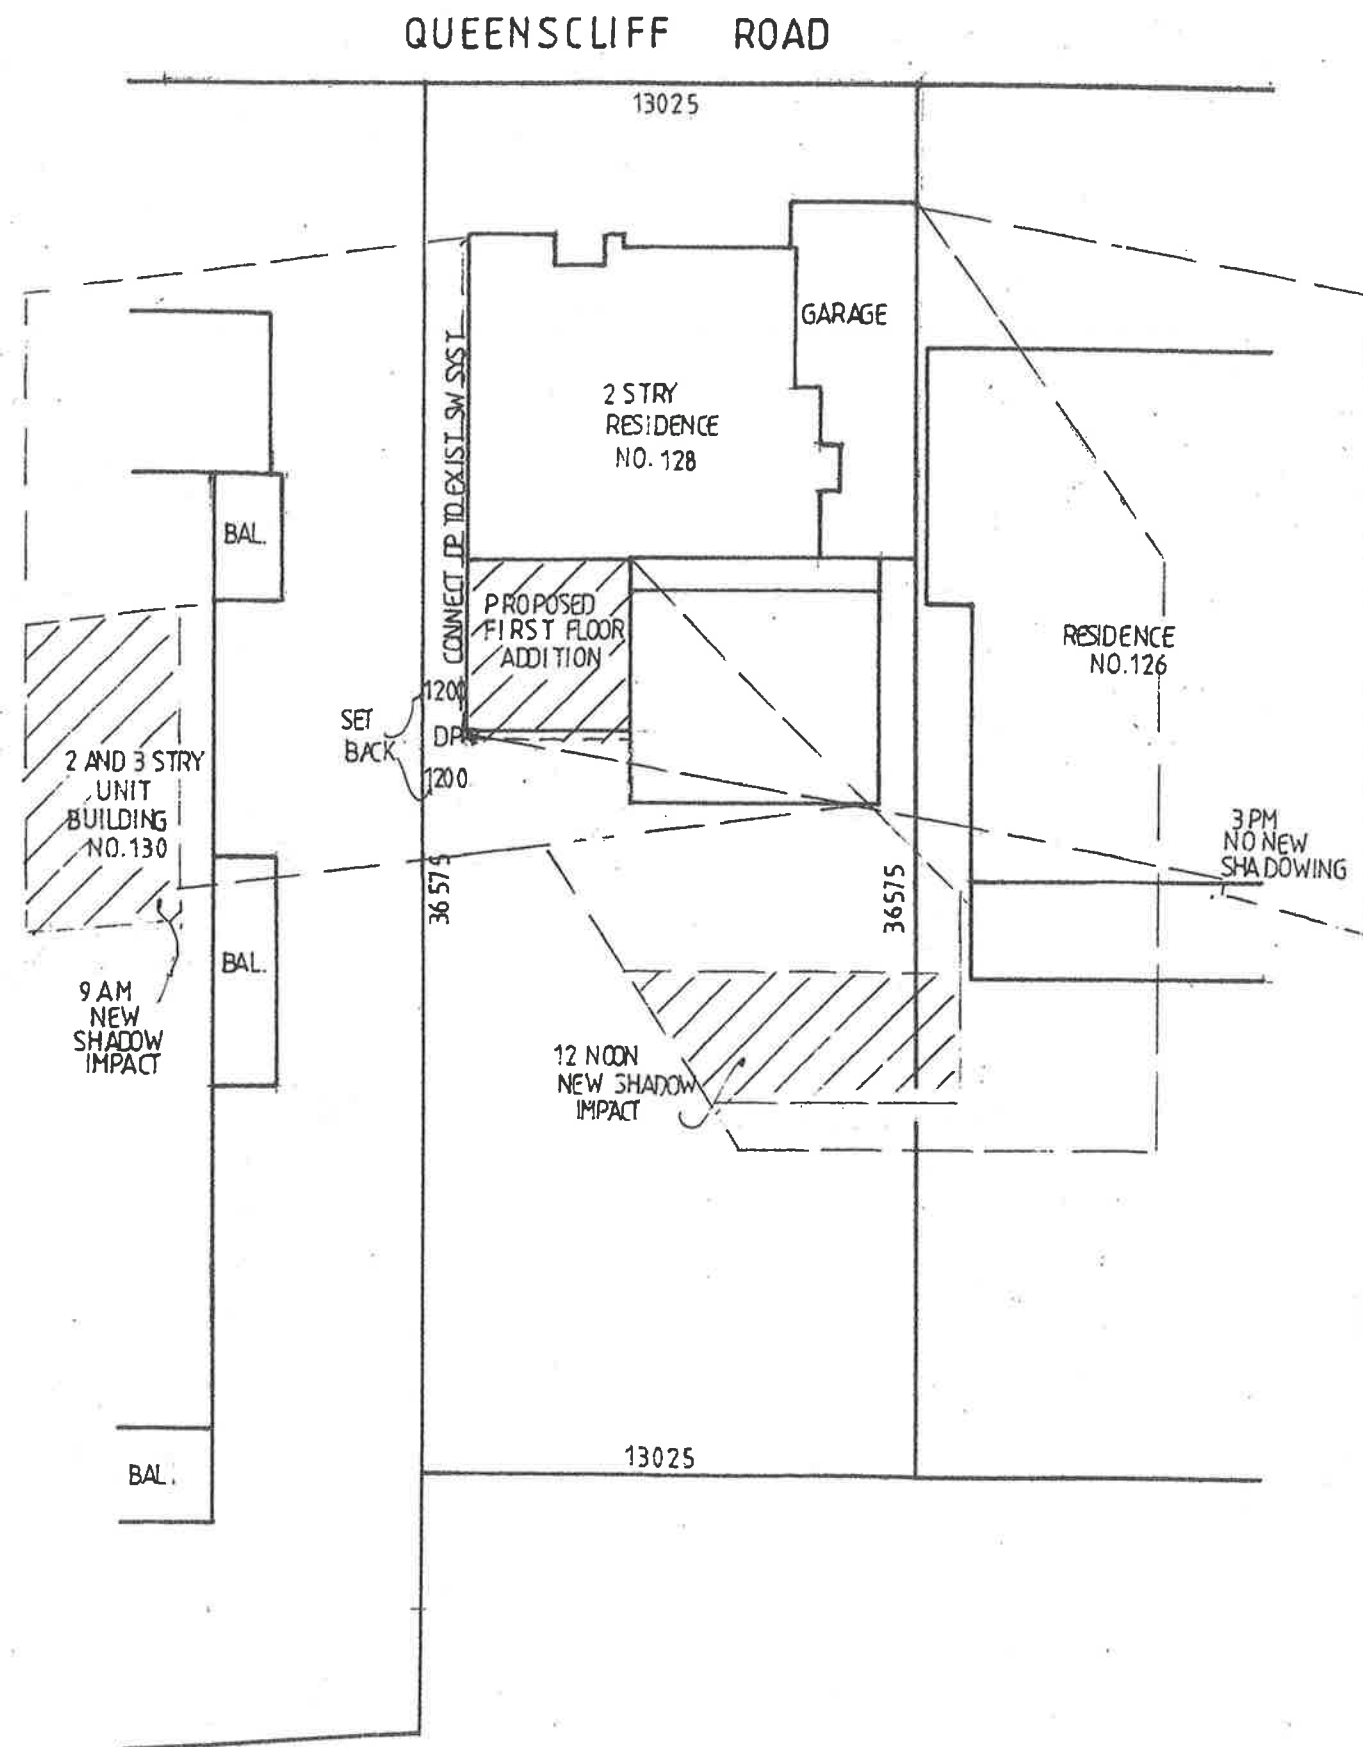 QUEENSCLIFF ROAD
13025
GARAGE
2 STRY
RESIDENCE
NO. 128
CONNECT DP TO EXIST SW SYST
BAL.
PROPOSED
FIRST FLOOR
ADDITION
RESIDENCE
NO. 126
1200
SET
BACK
DP
1200
2 AND 3 STRY
UNIT
BUILDING
NO. 130
3PM
NO NEW
SHADOWING
36575
36575
BAL.
9 AM
NEW
SHADOW
IMPACT
12 NOON
NEW SHADOW
IMPACT
13025
BAL.